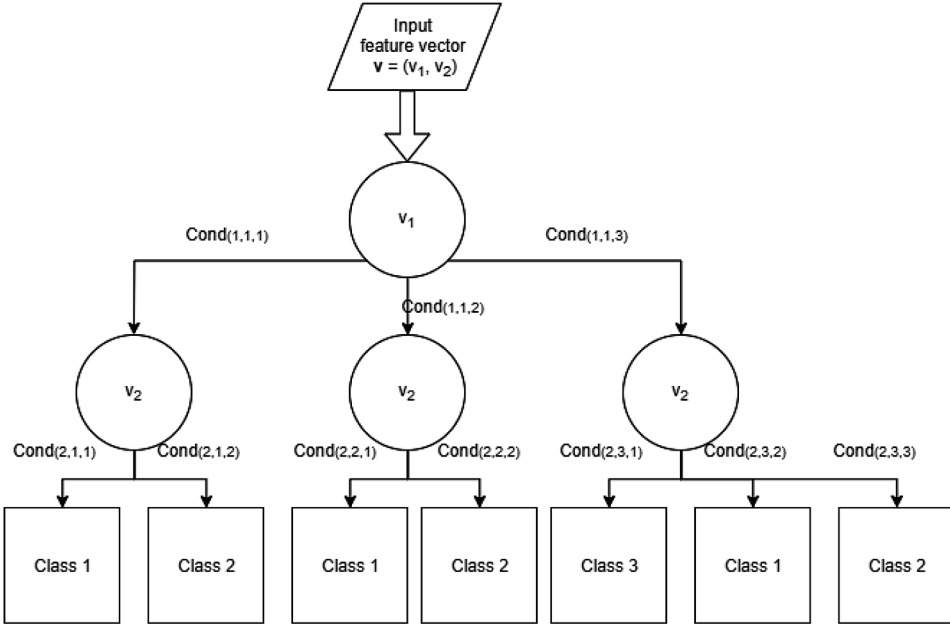 Input
feature vector
v = (v₁, v₂)
v₁
Cond(1,1,1)
Cond(1,1,3)
Cond(1,1,2)
v₂
v₂
v₂
Cond(2,1,1)
Cond(2,1,2)
Cond(2,2,1)
Cond(2,2,2)
Cond(2,3,1)
Cond(2,3,2)
Cond(2,3,3)
Class 1
Class 2
Class 1
Class 2
Class 3
Class 1
Class 2